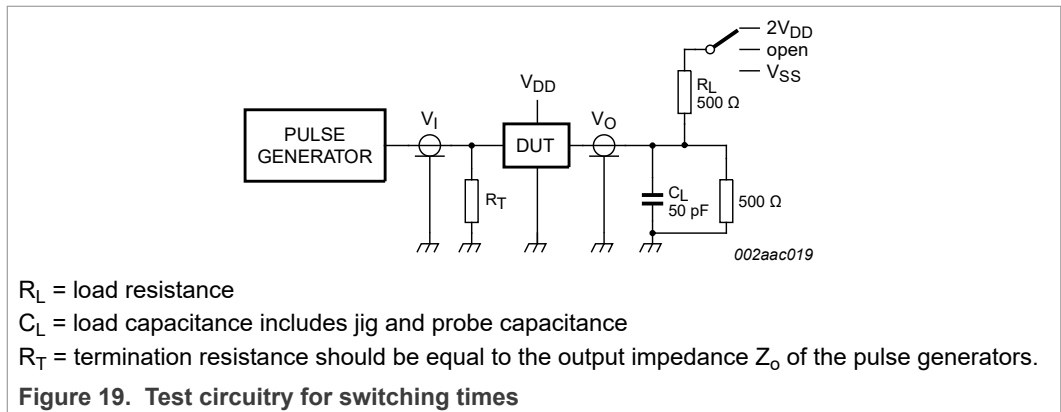 2VDD
open
VSS
RL
500 Ω
VDD
VI
VO
PULSE
GENERATOR
DUT
RT
CL
50 pF
500 Ω
002aac019
RL = load resistance
CL = load capacitance includes jig and probe capacitance
RT = termination resistance should be equal to the output impedance Zo of the pulse generators.
Figure 19. Test circuitry for switching times